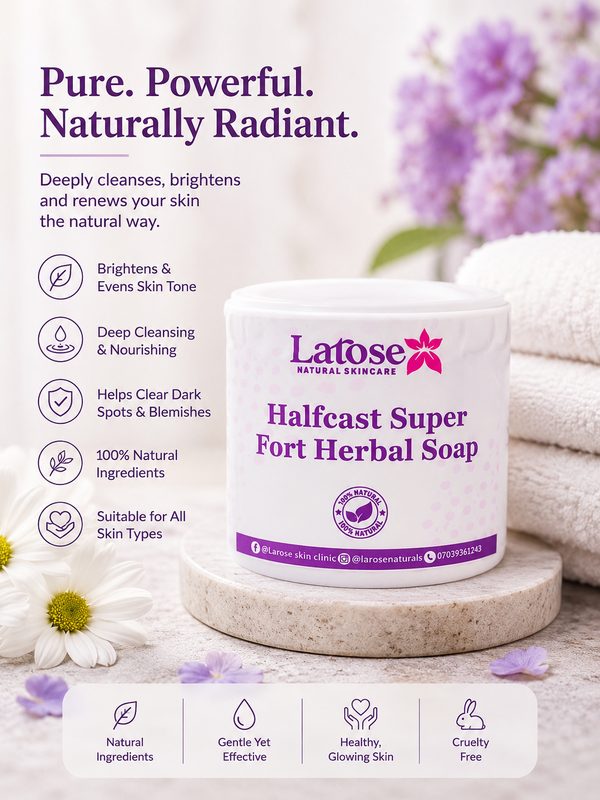 Pure. Powerful.
Naturally Radiant.
Deeply cleanses, brightens
and renews your skin
the natural way.
Brightens &
Evens Skin Tone
Deep Cleansing
& Nourishing
Helps Clear Dark
Spots & Blemishes
100% Natural
Ingredients
Suitable for All
Skin Types
Larose
NATURAL SKINCARE
Halfcast Super
Fort Herbal Soap
100% NATURAL
100% NATURAL
@Larose skin clinic @larosenaturals 07039361243
Natural
Ingredients
Gentle Yet
Effective
Healthy,
Glowing Skin
Cruelty
Free